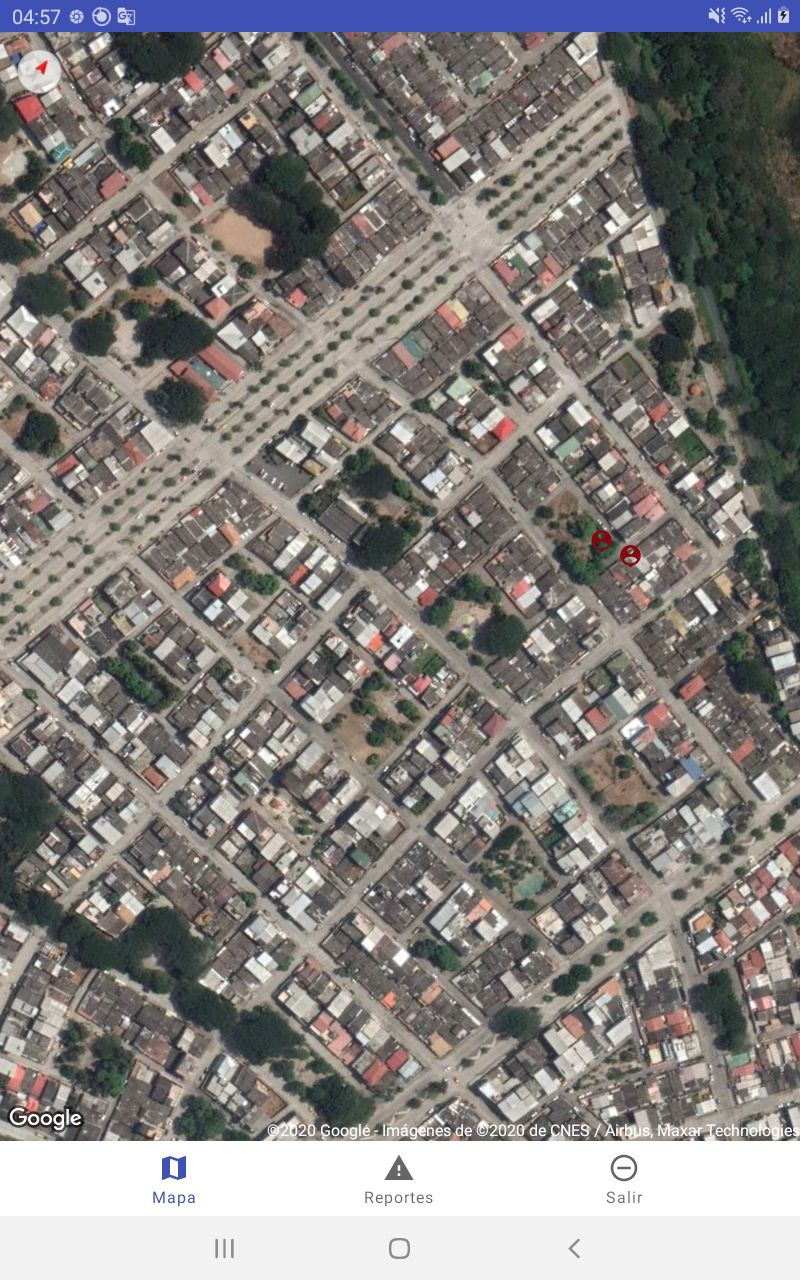 04:57
Google
©2020 Google - Imágenes de ©2020 de CNES / Airbus, Maxar Technologies
Mapa
Reportes
Salir